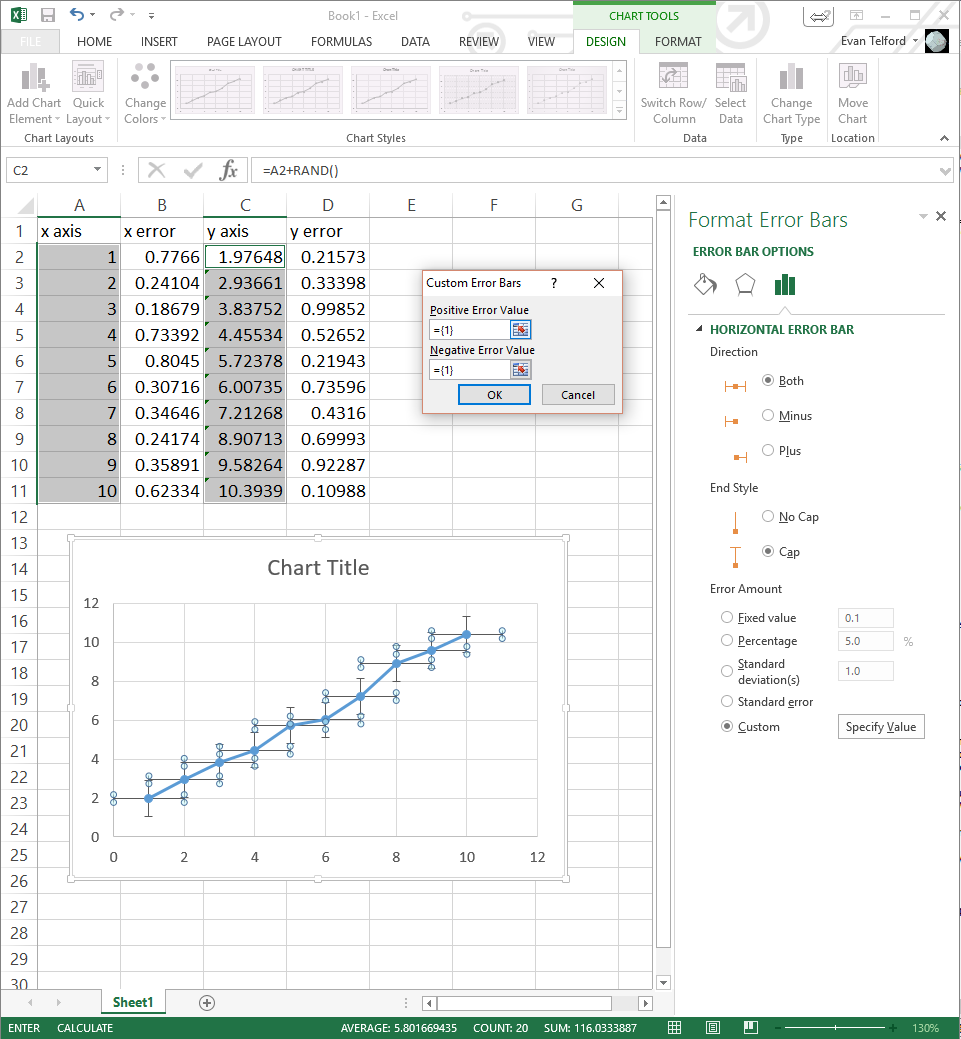 Book1 - Excel
CHART TOOLS
FILE HOME INSERT PAGE LAYOUT FORMULAS DATA REVIEW VIEW DESIGN FORMAT Evan Telford
Add Chart Element
Quick Layout
Chart Layouts
Change Colors
Chart Styles
Switch Row/ Column
Select Data
Data
Change Chart Type
Type
Move Chart
Location
C2 fx =A2+RAND()
A B C D E F G
1 x axis x error y axis y error
2 1 0.7766 1.97648 0.21573
3 2 0.24104 2.93661 0.33398
4 3 0.18679 3.83752 0.99852
5 4 0.73392 4.45534 0.52652
6 5 0.8045 5.72378 0.21943
7 6 0.30716 6.00735 0.73596
8 7 0.34646 7.21268 0.4316
9 8 0.24174 8.90713 0.69993
10 9 0.35891 9.58264 0.92287
11 10 0.62334 10.3939 0.10988
12
13
14
15
16
17
18
19
20
21
22
23
24
25
26
27
28
29
30
Custom Error Bars ?
Positive Error Value
={1}
Negative Error Value
={1}
OK Cancel
Chart Title
12
10
8
6
4
2
0
0 2 4 6 8 10 12
Format Error Bars
ERROR BAR OPTIONS
HORIZONTAL ERROR BAR
Direction
Both
Minus
Plus
End Style
No Cap
Cap
Error Amount
Fixed value 0.1
Percentage 5.0 %
Standard deviation(s) 1.0
Standard error
Custom Specify Value
Sheet1
ENTER CALCULATE AVERAGE: 5.801669435 COUNT: 20 SUM: 116.0333887 130%